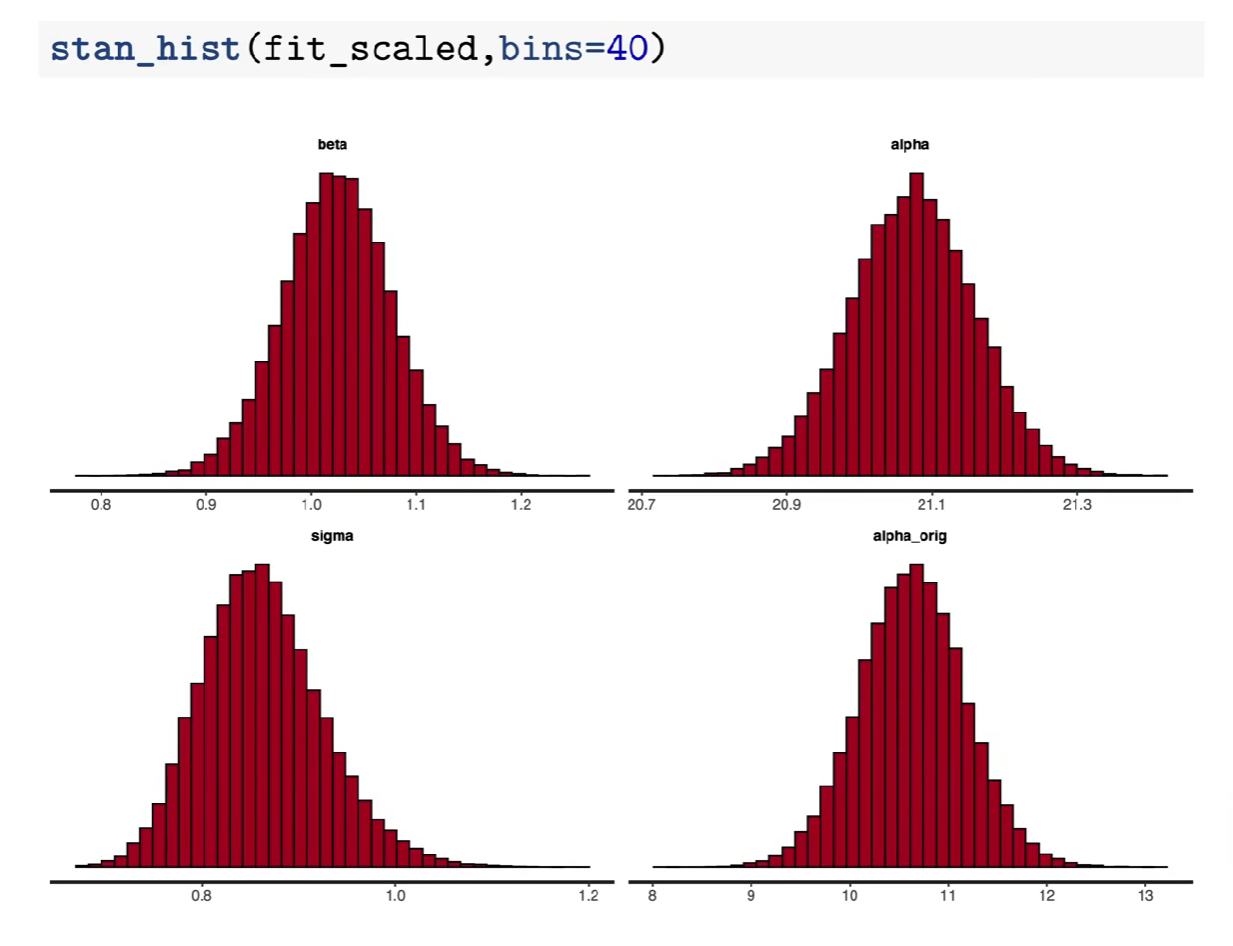 stan_hist(fit_scaled,bins=40)
beta
alpha
0.8 0.9 1.0 1.1 1.2
20.7 20.9 21.1 21.3
sigma
alpha_orig
0.8 1.0 1.2
8 9 10 11 12 13